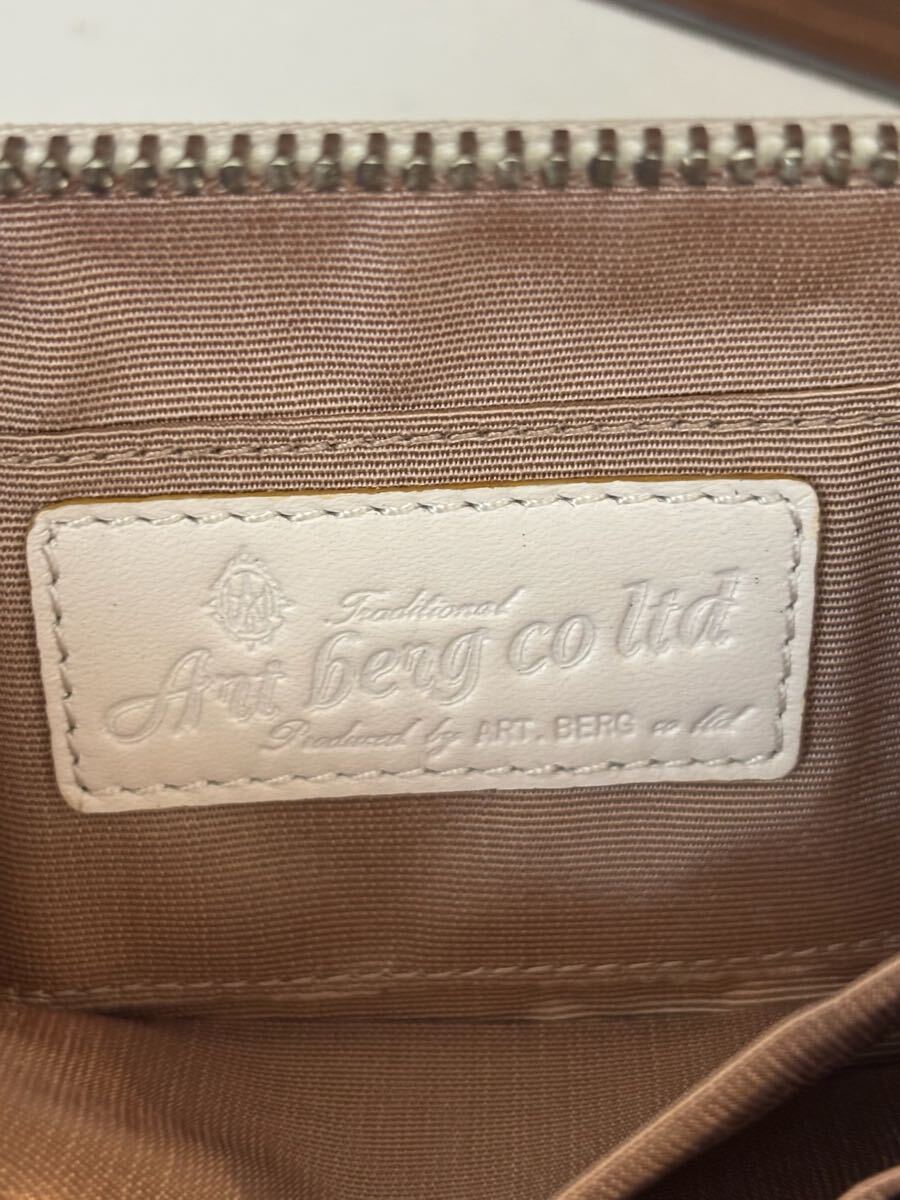 Traditional
Art berg co ltd
Produced by ART. BERG co ltd